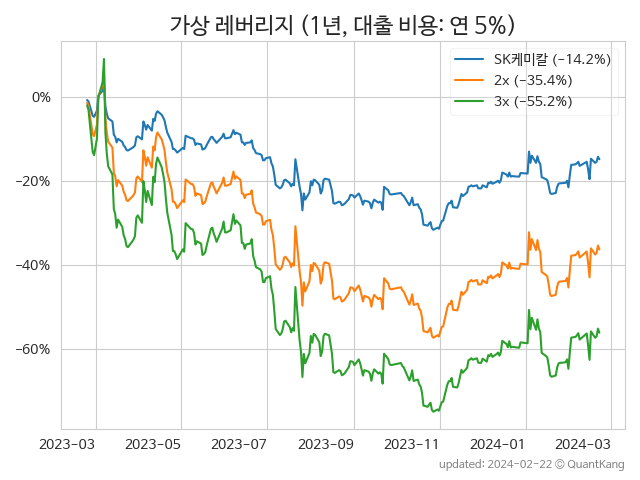 가상 레버리지 (1년, 대출 비용: 연 5%)
SK케미칼 (−14.2%)
2x (−35.4%)
3x (−55.2%)
0%
−20%
−40%
−60%
2023-03 2023-05 2023-07 2023-09 2023-11 2024-01 2024-03
updated: 2024-02-22 © QuantKang